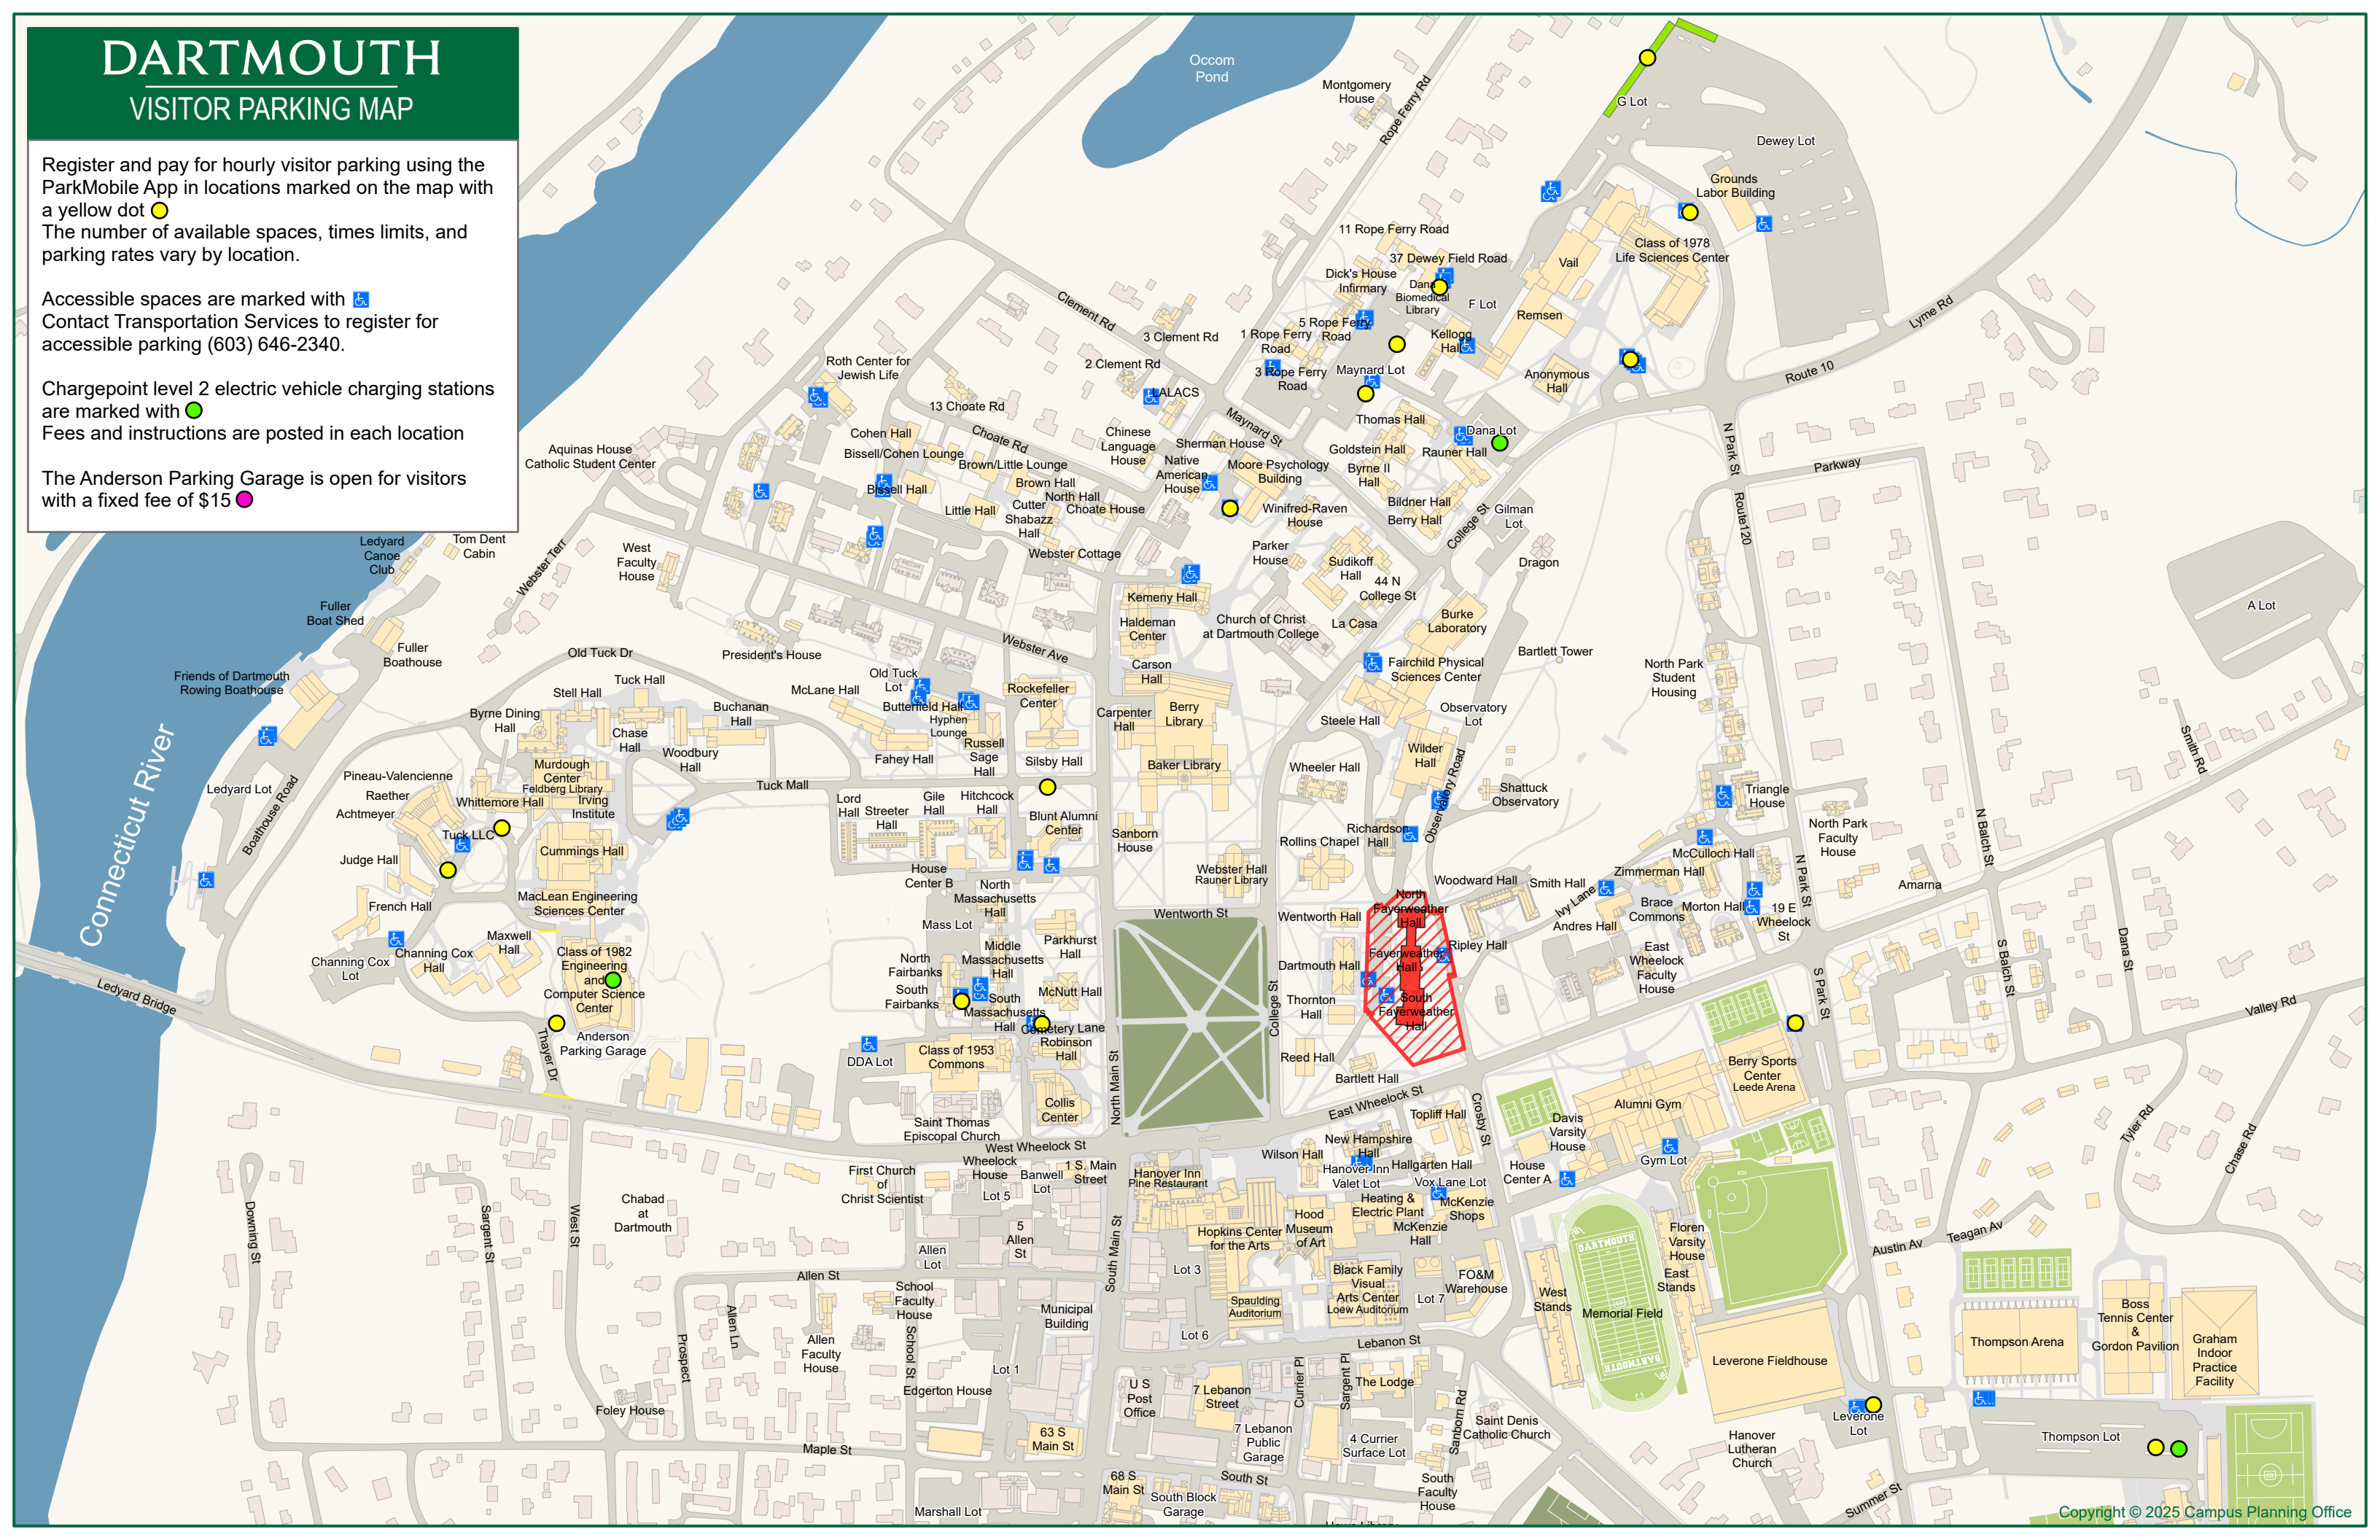 DARTMOUTH
VISITOR PARKING MAP
Register and pay for hourly visitor parking using the
ParkMobile App in locations marked on the map with
a yellow dot
The number of available spaces, times limits, and
parking rates vary by location.
Accessible spaces are marked with
Contact Transportation Services to register for
accessible parking (603) 646-2340.
Chargepoint level 2 electric vehicle charging stations
are marked with
Fees and instructions are posted in each location
The Anderson Parking Garage is open for visitors
with a fixed fee of $15
Occom
Pond
Montgomery
House
Rope Ferry Rd
G Lot
Dewey Lot
Grounds
Labor Building
11 Rope Ferry Road
37 Dewey Field Road
Dick's House
Infirmary
Dana
Biomedical
Library
F Lot
Vail
Class of 1978
Life Sciences Center
Remsen
Clement Rd
3 Clement Rd
2 Clement Rd
LALACS
5 Rope Ferry
Road
1 Rope Ferry
Road
3 Rope Ferry
Road
Kellogg
Hall
Maynard Lot
Anonymous
Hall
Lyme Rd
Route 10
Roth Center for
Jewish Life
13 Choate Rd
Choate Rd
Maynard St
Thomas Hall
Dana Lot
Goldstein Hall
Rauner Hall
Byrne II
Hall
Bildner Hall
Berry Hall
College St
Gilman
Lot
N Park St
Route120
Parkway
Aquinas House
Catholic Student Center
Cohen Hall
Bissell/Cohen Lounge
Bissell Hall
Brown/Little Lounge
Brown Hall
Little Hall
North Hall
Choate House
Cutter
Shabazz
Hall
Chinese
Language
House
Sherman House
Native
American
House
Moore Psychology
Building
Winifred-Raven
House
Webster Cottage
Parker
House
Sudikoff
Hall
44 N
College St
Dragon
A Lot
Ledyard
Canoe
Club
Tom Dent
Cabin
Webster Terr
West
Faculty
House
Fuller
Boat Shed
Fuller
Boathouse
Friends of Dartmouth
Rowing Boathouse
Old Tuck Dr
President's House
Webster Ave
Kemeny Hall
Haldeman
Center
Church of Christ
at Dartmouth College
La Casa
Burke
Laboratory
Fairchild Physical
Sciences Center
Bartlett Tower
North Park
Student
Housing
Carson
Hall
Berry
Library
Carpenter
Hall
Baker Library
Steele Hall
Observatory
Lot
Wilder
Hall
Observatory Road
Shattuck
Observatory
Wheeler Hall
Smith Rd
Connecticut River
Ledyard Lot
Boathouse Road
Tuck Hall
Stell Hall
Byrne Dining
Hall
Chase
Hall
Buchanan
Hall
Woodbury
Hall
Murdough
Center
Feldberg Library
Pineau-Valencienne
Raether
Achtmeyer
Whittemore Hall
Irving
Institute
Tuck LLC
Cummings Hall
Judge Hall
French Hall
MacLean Engineering
Sciences Center
McLane Hall
Old Tuck
Lot
Butterfield Hall
Hyphen
Lounge
Russell
Sage
Hall
Fahey Hall
Rockefeller
Center
Silsby Hall
Tuck Mall
Lord
Hall
Streeter
Hall
Gile
Hall
Hitchcock
Hall
Blunt Alumni
Center
Sanborn
House
House
Center B
North
Massachusetts
Hall
Mass Lot
Middle
Massachusetts
Hall
Parkhurst
Hall
North
Fairbanks
South
Fairbanks
South
Massachusetts
Hall
McNutt Hall
Cemetery Lane
Robinson
Hall
Class of 1953
Commons
DDA Lot
Collis
Center
Saint Thomas
Episcopal Church
Webster Hall
Rauner Library
Wentworth St
North Main St
College St
Richardson
Hall
Rollins Chapel
Wentworth Hall
Dartmouth Hall
Thornton
Hall
Reed Hall
Bartlett Hall
North
Fayerweather
Hall
Fayerweather
Hall
South
Fayerweather
Hall
Woodward Hall
Smith Hall
Ripley Hall
Ivy Lane
Andres Hall
Zimmerman Hall
McCulloch Hall
Triangle
House
Brace
Commons
Morton Hall
19 E
Wheelock
St
East
Wheelock
Faculty
House
North Park
Faculty
House
Amarna
N Park St
N Balch St
S Balch St
Dana St
S Park St
Valley Rd
Tyler Rd
Chase Rd
Channing Cox
Lot
Channing Cox
Hall
Maxwell
Hall
Class of 1982
Engineering
and
Computer Science
Center
Anderson
Parking Garage
Thayer Dr
Ledyard Bridge
West Wheelock St
East Wheelock St
Crosby St
Topliff Hall
New Hampshire
Hall
Wilson Hall
Hanover Inn
Valet Lot
Hallgarten Hall
Vox Lane Lot
Heating &
Electric Plant
McKenzie
Shops
McKenzie
Hall
Davis
Varsity
House
House
Center A
Alumni Gym
Berry Sports
Center
Leede Arena
Gym Lot
Floren
Varsity
House
East
Stands
West
Stands
DARTMOUTH
Memorial Field
DARTMOUTH
Leverone Fieldhouse
Leverone
Lot
Austin Av
Teagan Av
Thompson Arena
Boss
Tennis Center
&
Gordon Pavilion
Graham
Indoor
Practice
Facility
Thompson Lot
Summer St
Hanover
Lutheran
Church
Downing St
Sargent St
West St
Chabad
at
Dartmouth
First Church
of
Christ Scientist
Wheelock
House
Banwell
Lot
1 S. Main
Street
Lot 5
5
Allen
St
Allen
Lot
Allen St
School
Faculty
House
School St
Allen Ln
Prospect
Allen
Faculty
House
Foley House
Maple St
Edgerton House
Lot 1
Municipal
Building
South Main St
63 S
Main St
68 S
Main St
Marshall Lot
Hanover Inn
Pine Restaurant
Hopkins Center
for the Arts
Hood
Museum
of Art
Lot 3
Spaulding
Auditorium
Black Family
Visual
Arts Center
Loew Auditorium
Lot 7
FO&M
Warehouse
Lot 6
Lebanon St
U S
Post
Office
7 Lebanon
Street
7 Lebanon
Public
Garage
Currier Pl
Sargent Pl
The Lodge
4 Currier
Surface Lot
Sanborn Rd
Saint Denis
Catholic Church
South
Faculty
House
South St
South Block
Garage
Copyright © 2025 Campus Planning Office